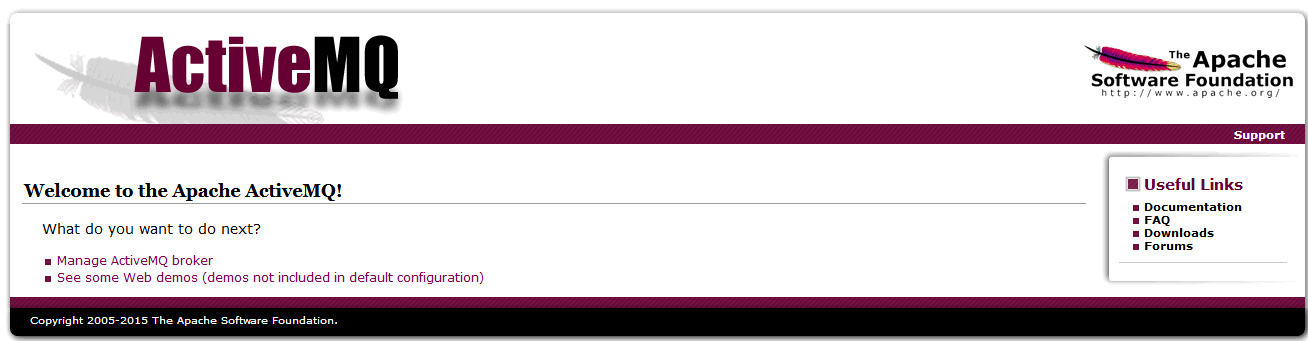 ActiveMQ
The Apache
Software Foundation
http://www.apache.org/
Support
Welcome to the Apache ActiveMQ!
What do you want to do next?
Manage ActiveMQ broker
See some Web demos (demos not included in default configuration)
Useful Links
Documentation
FAQ
Downloads
Forums
Copyright 2005-2015 The Apache Software Foundation.